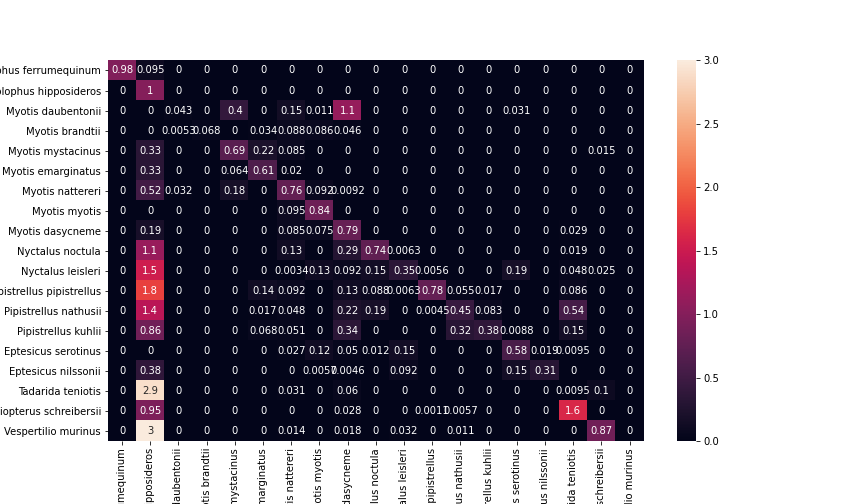 hus ferrumequinum 0.98 0.095 0 0 0 0 0 0 0 0 0 0 0 0 0 0 0 0 0
olophus hipposideros 0 1 0 0 0 0 0 0 0 0 0 0 0 0 0 0 0 0 0
Myotis daubentonii 0 0 0.043 0 0.4 0 0.15 0.011 1.1 0 0 0 0 0 0.031 0 0 0 0
Myotis brandtii 0 0 0.0053 0.068 0 0.034 0.088 0.086 0.046 0 0 0 0 0 0 0 0 0 0
Myotis mystacinus 0 0.33 0 0 0.69 0.22 0.085 0 0 0 0 0 0 0 0 0 0 0.015 0
Myotis emarginatus 0 0.33 0 0 0.064 0.61 0.02 0 0 0 0 0 0 0 0 0 0 0 0
Myotis nattereri 0 0.52 0.032 0 0.18 0 0.76 0.092 0.0092 0 0 0 0 0 0 0 0 0 0
Myotis myotis 0 0 0 0 0 0 0.095 0.84 0 0 0 0 0 0 0 0 0 0 0
Myotis dasycneme 0 0.19 0 0 0 0 0.085 0.075 0.79 0 0 0 0 0 0 0 0.029 0 0
Nyctalus noctula 0 1.1 0 0 0 0 0.13 0 0.29 0.74 0.0063 0 0 0 0 0 0.019 0 0
Nyctalus leisleri 0 1.5 0 0 0 0 0.0034 0.13 0.092 0.15 0.35 0.0056 0 0 0.19 0 0.048 0.025 0
pistrellus pipistrellus 0 1.8 0 0 0 0.14 0.092 0 0.13 0.088 0.0063 0.78 0.055 0.017 0 0 0.086 0 0
Pipistrellus nathusii 0 1.4 0 0 0 0.017 0.048 0 0.22 0.19 0 0.0045 0.45 0.083 0 0 0.54 0 0
Pipistrellus kuhlii 0 0.86 0 0 0 0.068 0.051 0 0.34 0 0 0 0.32 0.38 0.0088 0 0.15 0 0
Eptesicus serotinus 0 0 0 0 0 0 0.027 0.12 0.05 0.012 0.15 0 0 0 0.58 0.019 0.0095 0 0
Eptesicus nilssonii 0 0.38 0 0 0 0 0 0.0057 0.0046 0 0.092 0 0 0 0.15 0.31 0 0 0
Tadarida teniotis 0 2.9 0 0 0 0 0.031 0 0.06 0 0 0 0 0 0 0 0.0095 0.1 0
iopterus schreibersii 0 0.95 0 0 0 0 0 0 0.028 0 0 0.0011 0.0057 0 0 0 1.6 0 0
Vespertilio murinus 0 3 0 0 0 0 0.014 0 0.018 0 0.032 0 0.011 0 0 0 0 0.87 0
mequinum
pposideros
daubentonii
tis brandtii
mystacinus
marginatus
is nattereri
otis myotis
dasycneme
lus noctula
alus leisleri
pipistrellus
us nathusii
rellus kuhlii
s serotinus
s nilssonii
ida teniotis
schreibersii
lio murinus
3.0
2.5
2.0
1.5
1.0
0.5
0.0